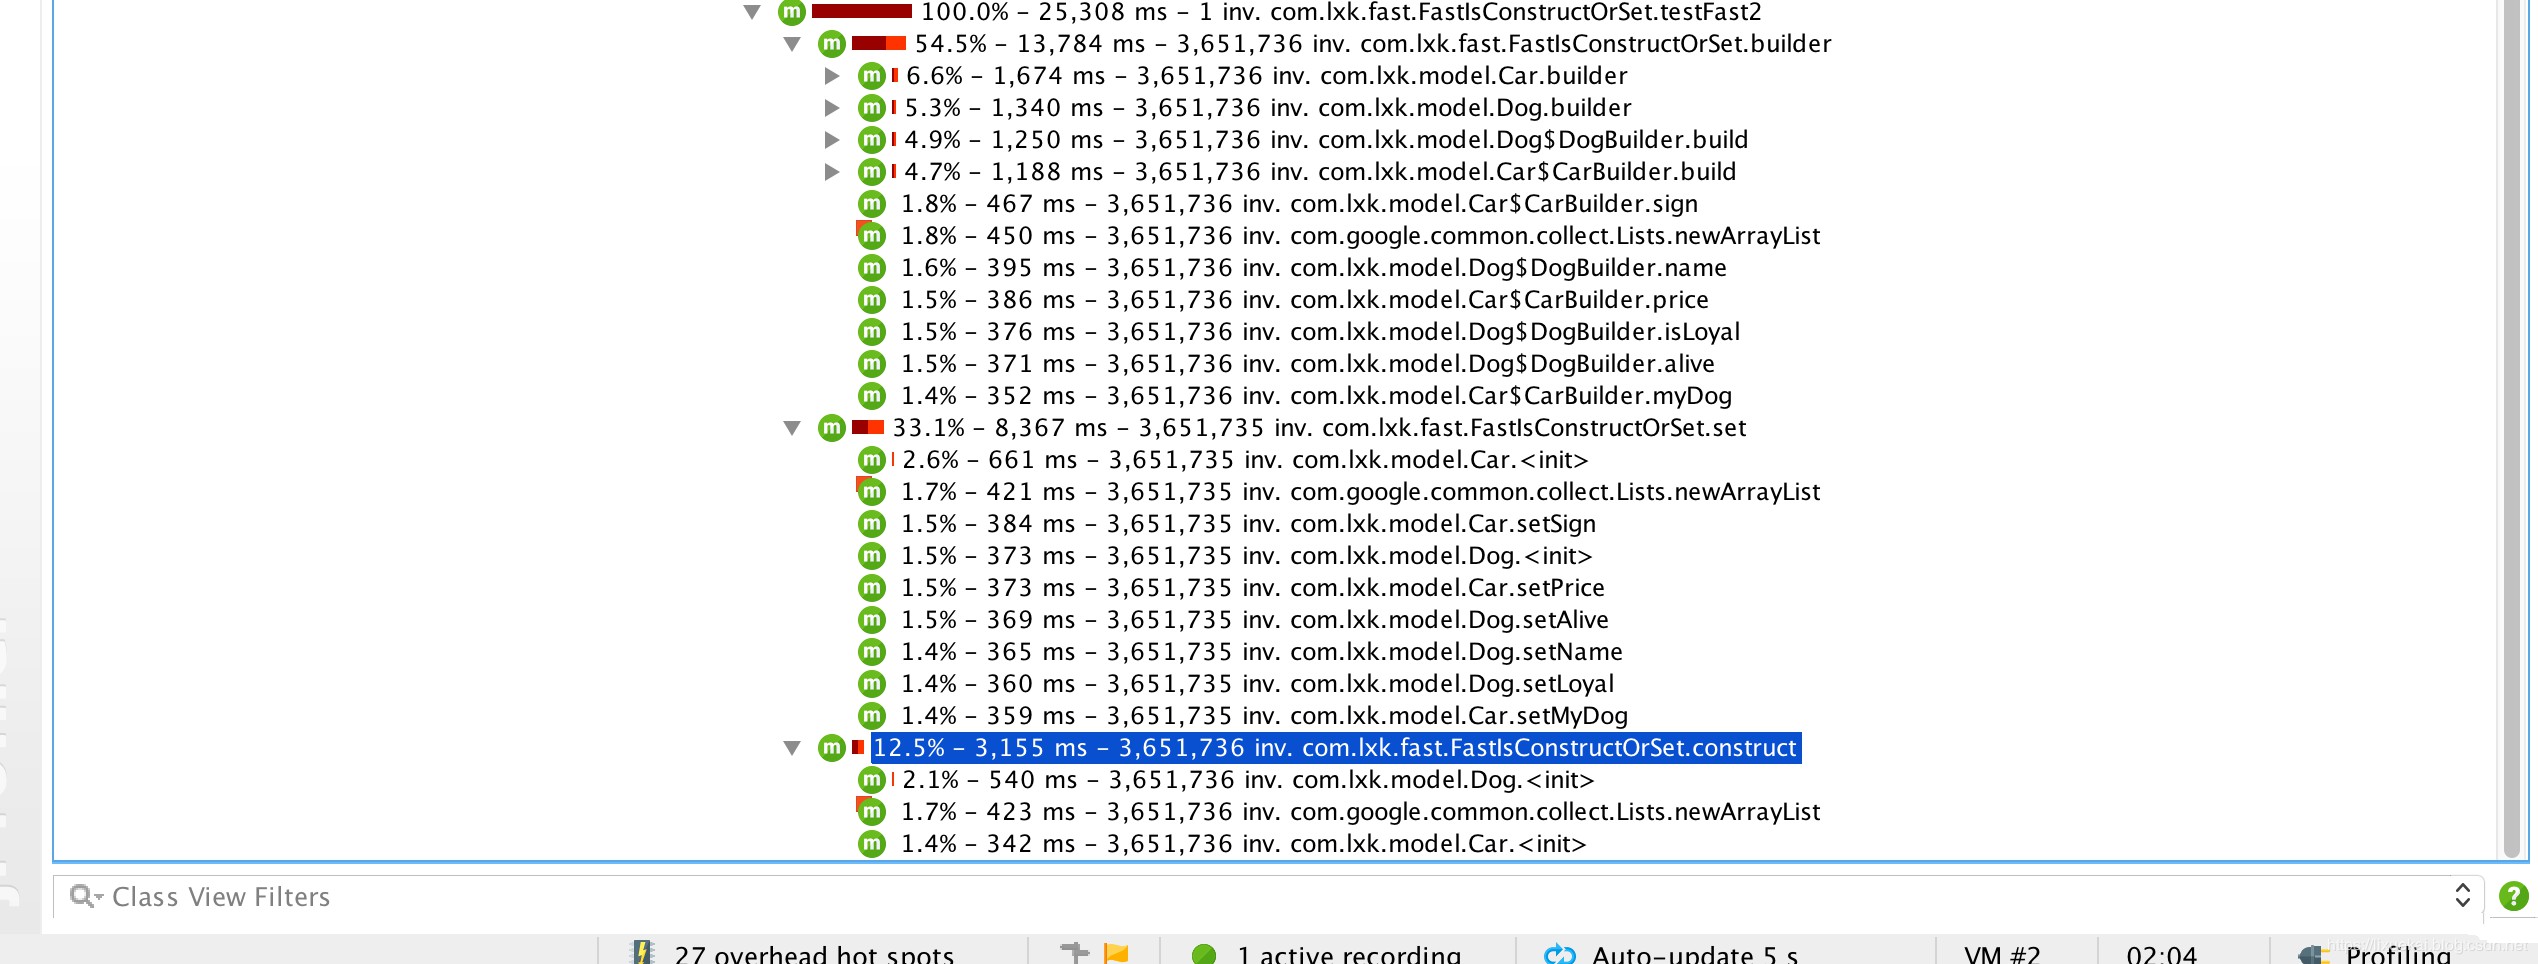 100.0% – 25,308 ms – 1 inv. com.lxk.fast.FastIsConstructOrSet.testFast2
54.5% – 13,784 ms – 3,651,736 inv. com.lxk.fast.FastIsConstructOrSet.builder
6.6% – 1,674 ms – 3,651,736 inv. com.lxk.model.Car.builder
5.3% – 1,340 ms – 3,651,736 inv. com.lxk.model.Dog.builder
4.9% – 1,250 ms – 3,651,736 inv. com.lxk.model.Dog$DogBuilder.build
4.7% – 1,188 ms – 3,651,736 inv. com.lxk.model.Car$CarBuilder.build
1.8% – 467 ms – 3,651,736 inv. com.lxk.model.Car$CarBuilder.sign
1.8% – 450 ms – 3,651,736 inv. com.google.common.collect.Lists.newArrayList
1.6% – 395 ms – 3,651,736 inv. com.lxk.model.Dog$DogBuilder.name
1.5% – 386 ms – 3,651,736 inv. com.lxk.model.Car$CarBuilder.price
1.5% – 376 ms – 3,651,736 inv. com.lxk.model.Dog$DogBuilder.isLoyal
1.5% – 371 ms – 3,651,736 inv. com.lxk.model.Dog$DogBuilder.alive
1.4% – 352 ms – 3,651,736 inv. com.lxk.model.Car$CarBuilder.myDog
33.1% – 8,367 ms – 3,651,735 inv. com.lxk.fast.FastIsConstructOrSet.set
2.6% – 661 ms – 3,651,735 inv. com.lxk.model.Car.<init>
1.7% – 421 ms – 3,651,735 inv. com.google.common.collect.Lists.newArrayList
1.5% – 384 ms – 3,651,735 inv. com.lxk.model.Car.setSign
1.5% – 373 ms – 3,651,735 inv. com.lxk.model.Dog.<init>
1.5% – 373 ms – 3,651,735 inv. com.lxk.model.Car.setPrice
1.5% – 369 ms – 3,651,735 inv. com.lxk.model.Dog.setAlive
1.4% – 365 ms – 3,651,735 inv. com.lxk.model.Dog.setName
1.4% – 360 ms – 3,651,735 inv. com.lxk.model.Dog.setLoyal
1.4% – 359 ms – 3,651,735 inv. com.lxk.model.Car.setMyDog
12.5% – 3,155 ms – 3,651,736 inv. com.lxk.fast.FastIsConstructOrSet.construct
2.1% – 540 ms – 3,651,736 inv. com.lxk.model.Dog.<init>
1.7% – 423 ms – 3,651,736 inv. com.google.common.collect.Lists.newArrayList
1.4% – 342 ms – 3,651,736 inv. com.lxk.model.Car.<init>
Class View Filters
27 overhead hot spots 1 active recording Auto-update 5 s VM #2 02:04 Profiling